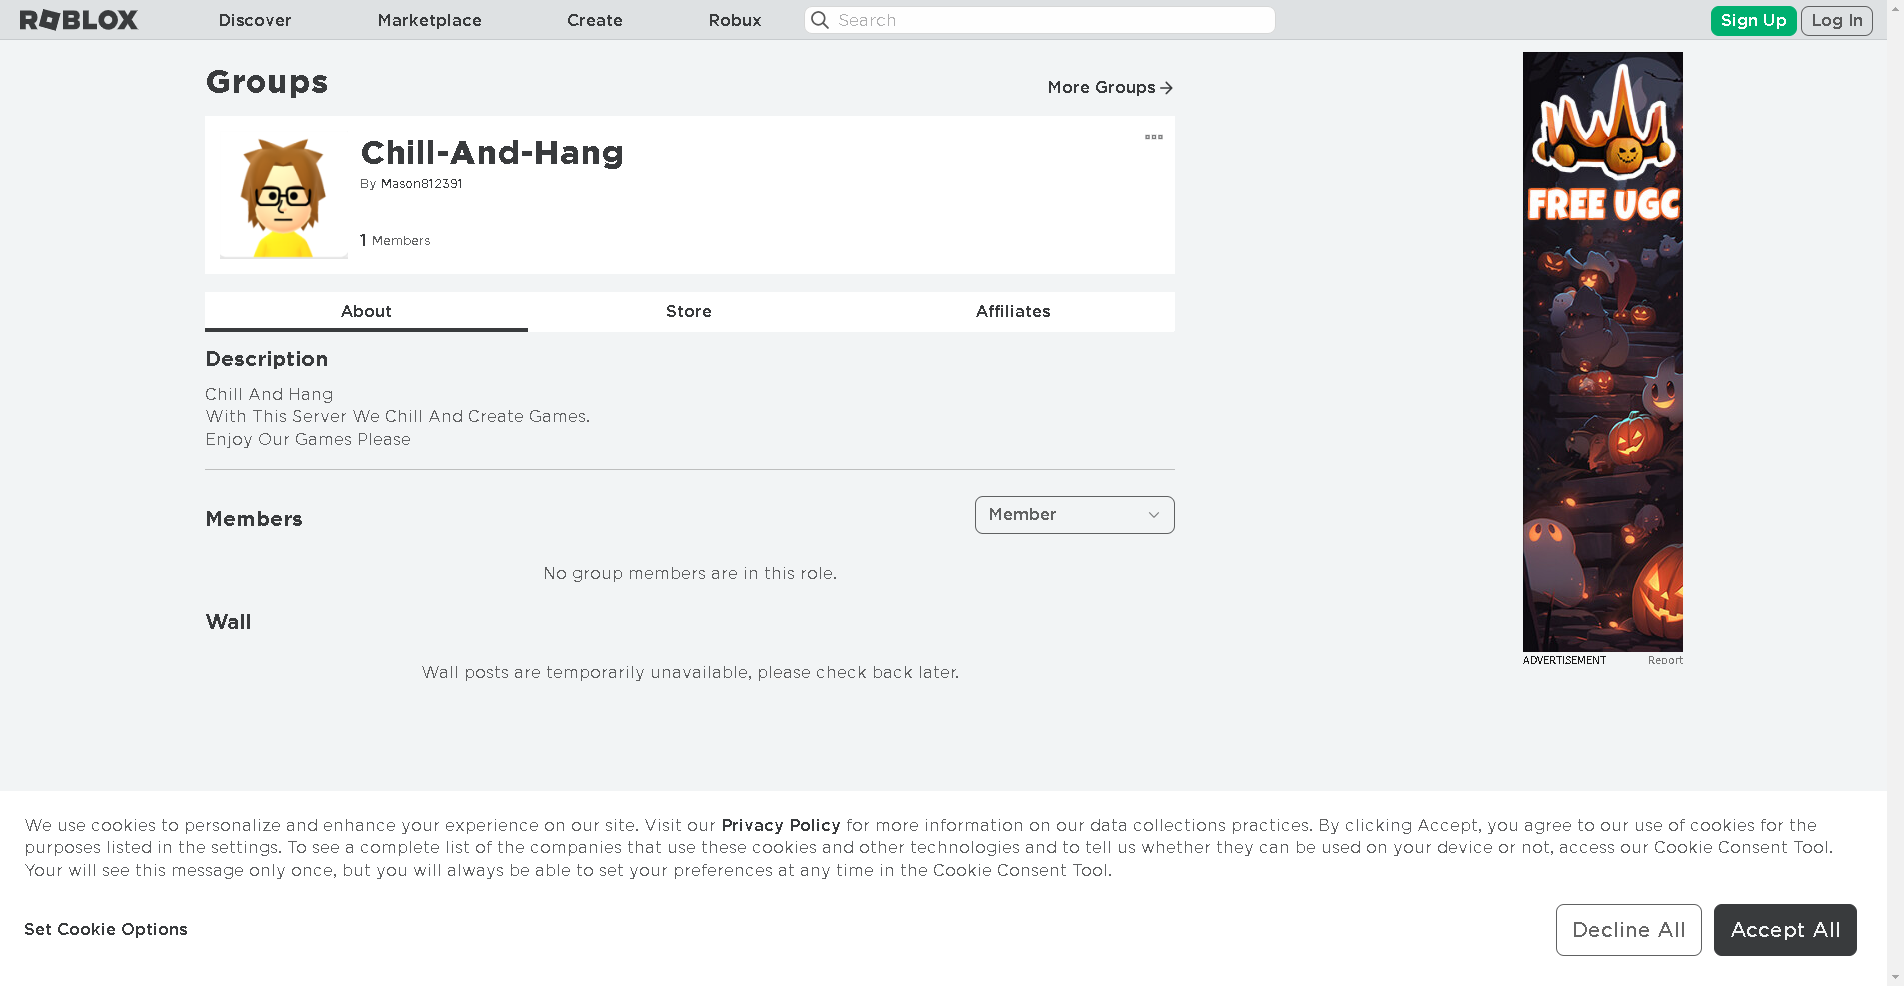 ROBLOX
Discover
Marketplace
Create
Robux
Search
Sign Up
Log In
Groups
More Groups
Chill-And-Hang
By Mason812391
1 Members
About
Store
Affiliates
Description
Chill And Hang
With This Server We Chill And Create Games.
Enjoy Our Games Please
Members
Member
No group members are in this role.
Wall
Wall posts are temporarily unavailable, please check back later.
FREE UGC
ADVERTISEMENT
Report
We use cookies to personalize and enhance your experience on our site. Visit our Privacy Policy for more information on our data collections practices. By clicking Accept, you agree to our use of cookies for the
purposes listed in the settings. To see a complete list of the companies that use these cookies and other technologies and to tell us whether they can be used on your device or not, access our Cookie Consent Tool.
Your will see this message only once, but you will always be able to set your preferences at any time in the Cookie Consent Tool.
Set Cookie Options
Decline All
Accept All